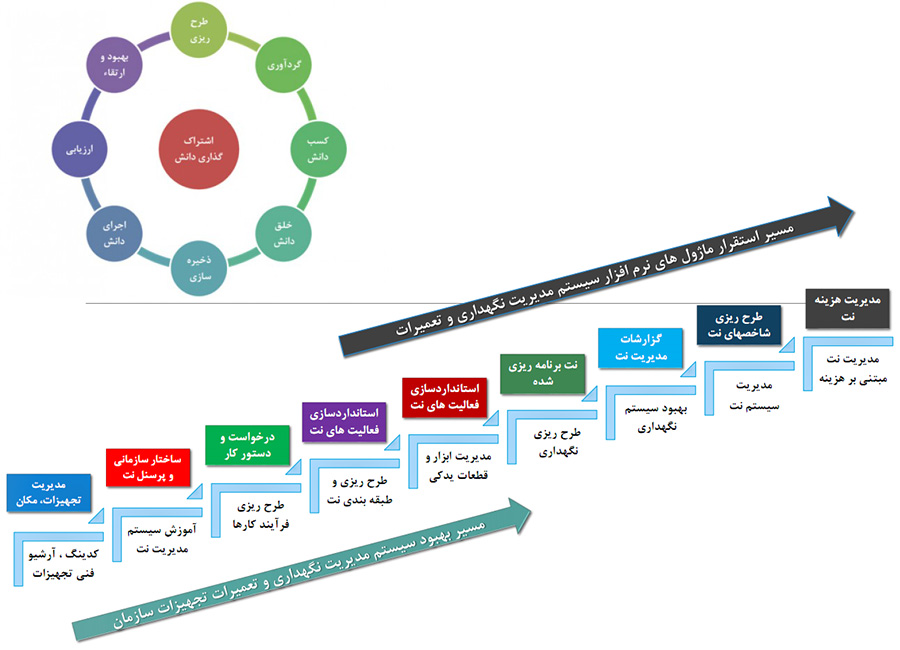 طرح
ریزی
گردآوری
کسب
دانش
خلق
دانش
ذخیره
سازی
اجرای
دانش
ارزیابی
بهبود و
ارتقاء
اشتراک
گذاری دانش
مسیر استقرار ماژول های نرم افزار سیستم مدیریت نگهداری و تعمیرات
مدیریت
تجهیزات، مکان
کدینگ ، آرشیو
فنی تجهیزات
ساختار سازمانی
و پرسنل نت
آموزش سیستم
مدیریت نت
درخواست و
دستور کار
طرح ریزی
فرآیند کارها
استانداردسازی
فعالیت های نت
طرح ریزی و
طبقه بندی نت
استانداردسازی
فعالیت های نت
مدیریت ابزار و
قطعات یدکی
نت برنامه ریزی
شده
طرح ریزی
نگهداری
گزارشات
مدیریت نت
بهبود سیستم
نگهداری
طرح ریزی
شاخصهای نت
مدیریت
سیستم نت
مدیریت هزینه
نت
مدیریت نت
مبتنی بر هزینه
مسیر بهبود سیستم مدیریت نگهداری و تعمیرات تجهیزات سازمان